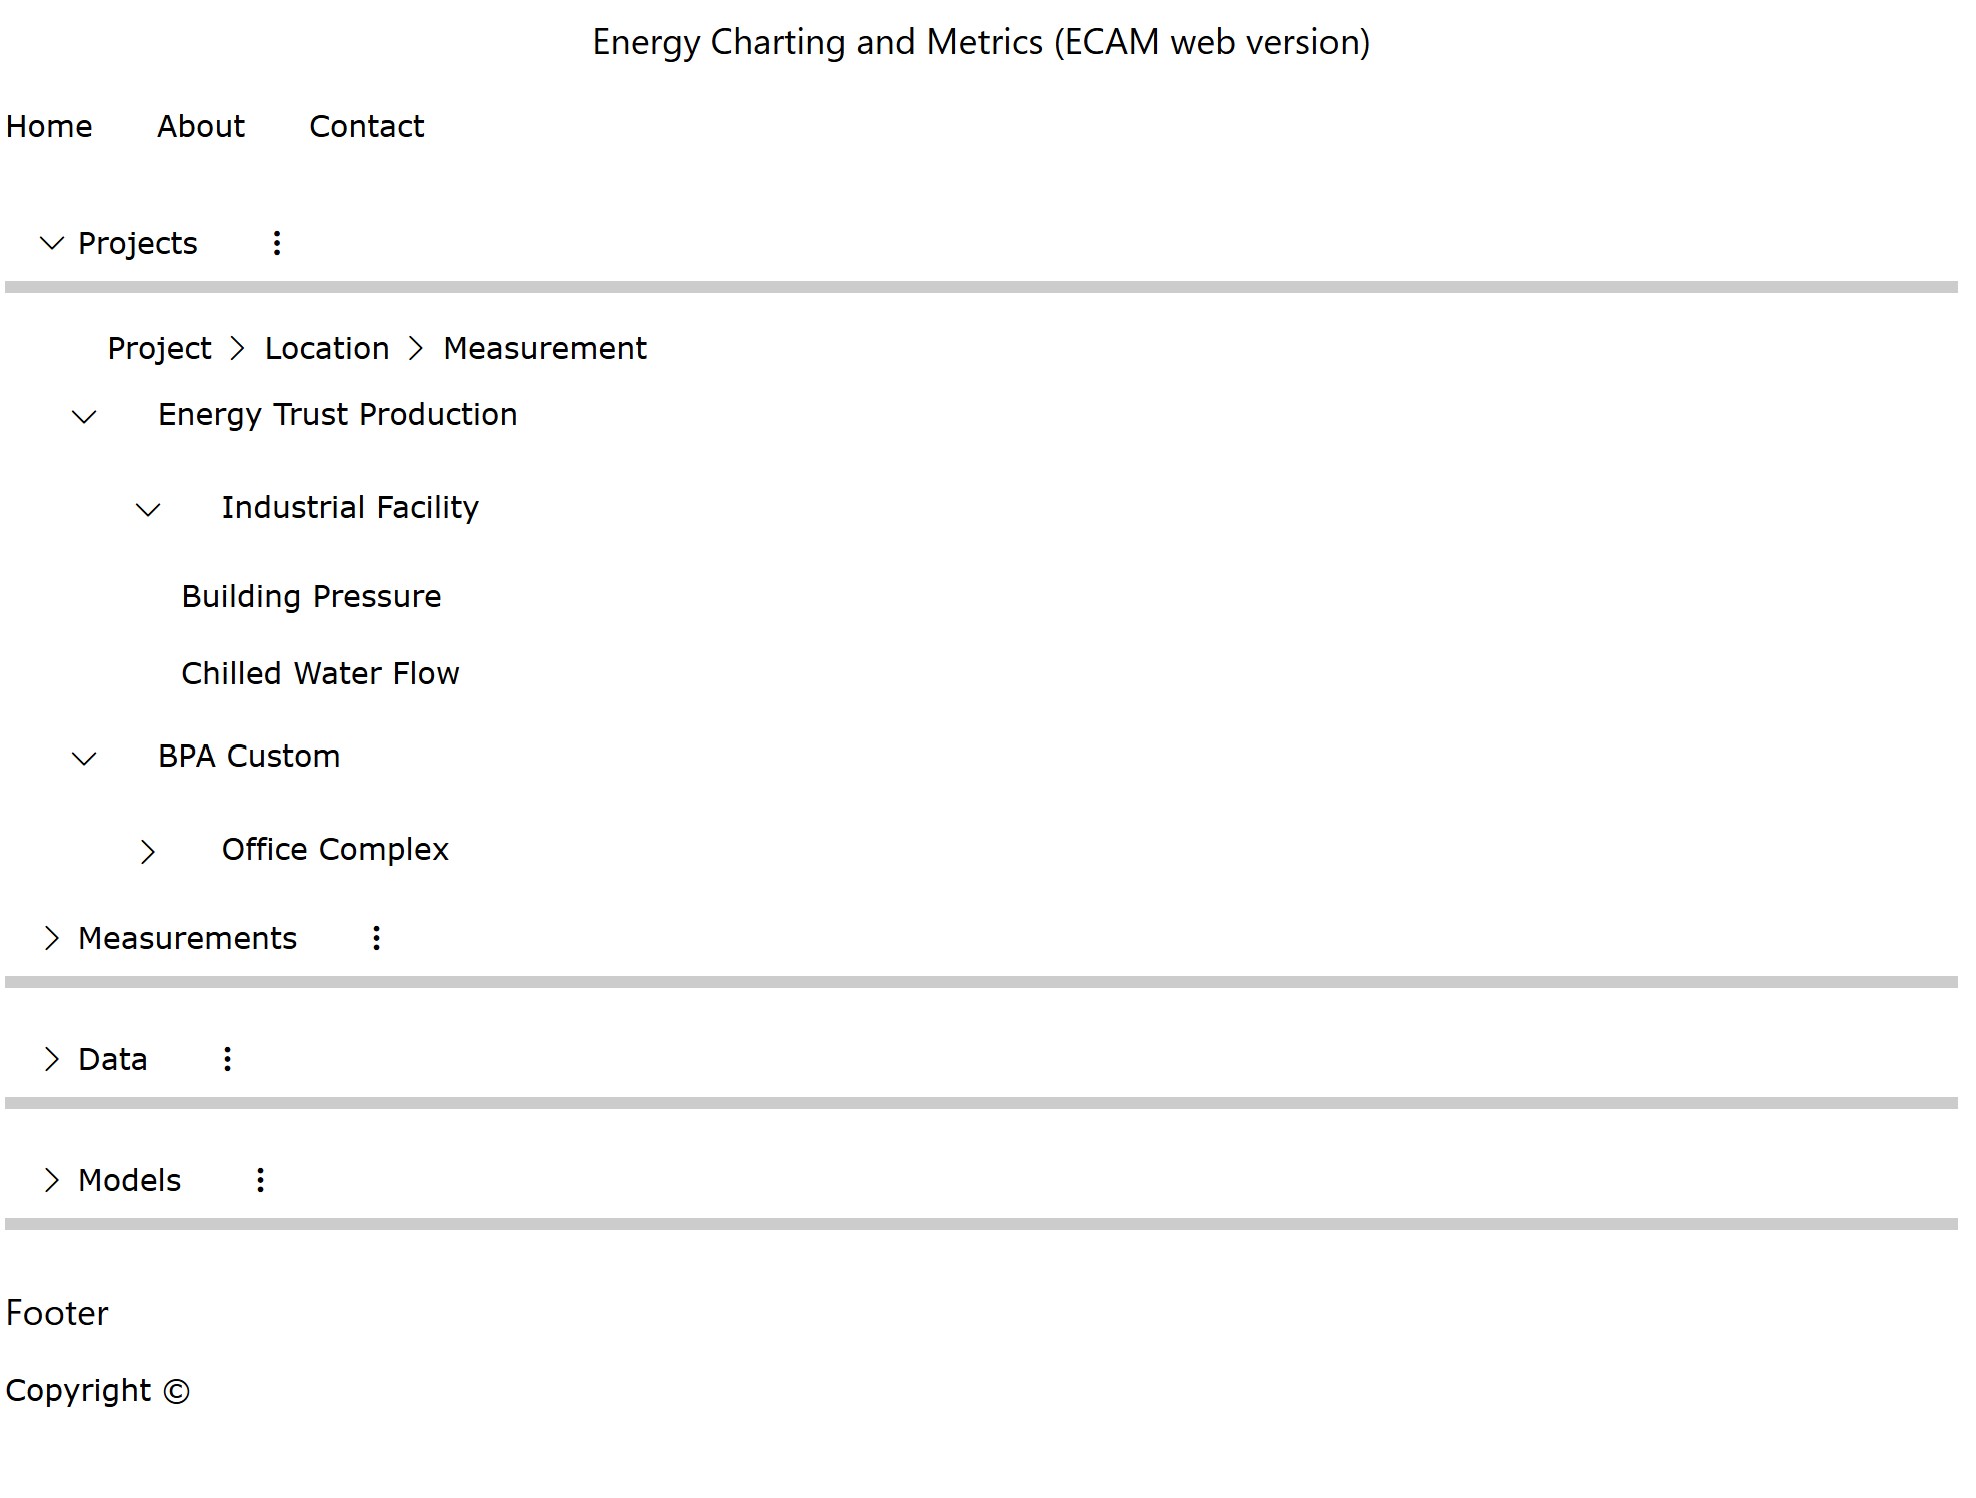 Energy Charting and Metrics (ECAM web version)
Home About Contact
Projects
Project Location Measurement
Energy Trust Production
Industrial Facility
Building Pressure
Chilled Water Flow
BPA Custom
Office Complex
Measurements
Data
Models
Footer
Copyright ©